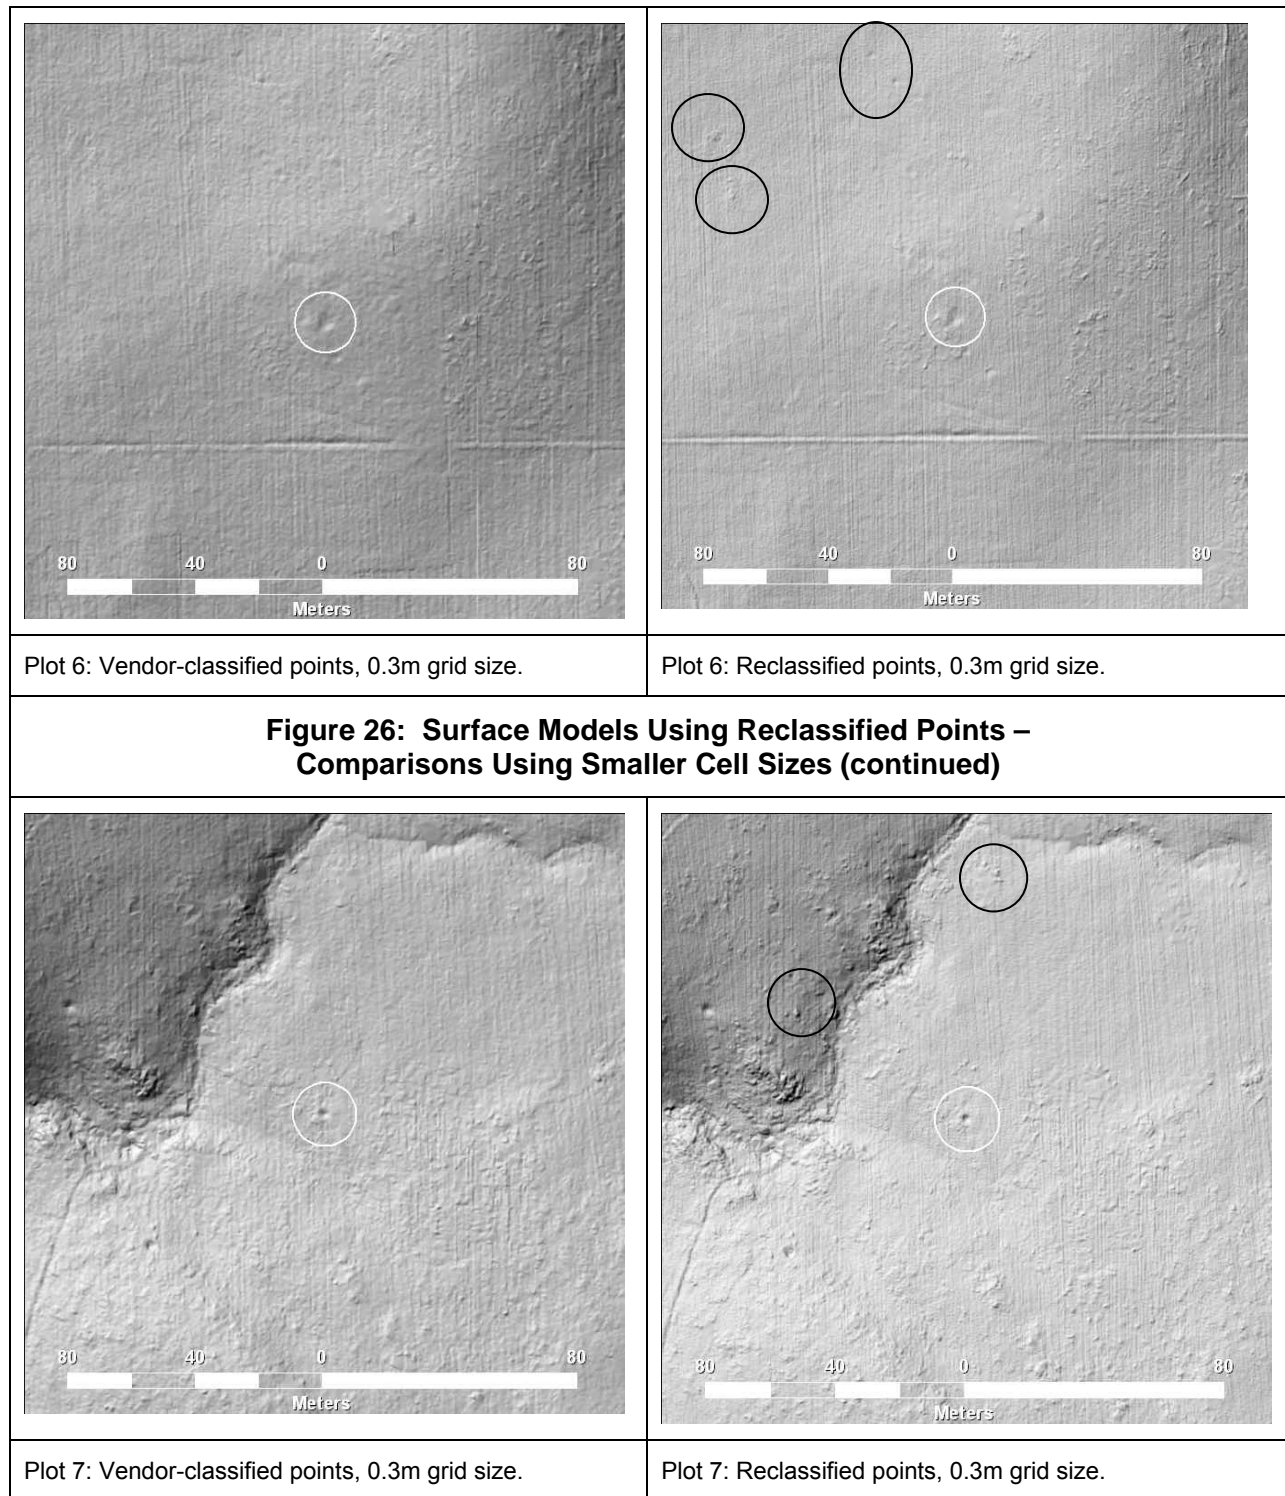 80 40 0 80
Meters
80 40 0 80
Meters
Plot 6: Vendor-classified points, 0.3m grid size.
Plot 6: Reclassified points, 0.3m grid size.
Figure 26: Surface Models Using Reclassified Points –
Comparisons Using Smaller Cell Sizes (continued)
80 40 0 80
Meters
80 40 0 80
Meters
Plot 7: Vendor-classified points, 0.3m grid size.
Plot 7: Reclassified points, 0.3m grid size.